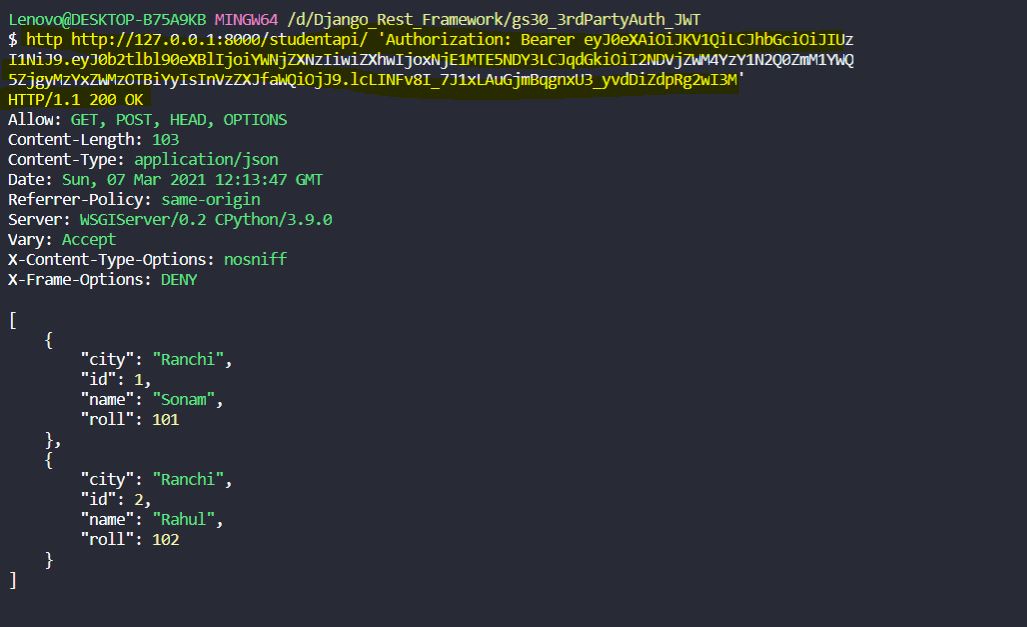 Lenovo@DESKTOP-B75A9KB MINGW64 /d/Django_Rest_Framework/gs30_3rdPartyAuth_JWT
$ http http://127.0.0.1:8000/studentapi/ 'Authorization: Bearer eyJ0eXAiOiJKV1QiLCJhbGciOiJIUz
I1NiJ9.eyJ0b2tlbl90eXBlIjoiYWNjZXNzIiwiZXhwIjoxNjE1MTE5NDY3LCJqdGkiOiI2NDVjZWM4YzY1N2Q0ZmM1YWQ
5ZjgyMzYxZWMzOTBiYyIsInVzZXJfaWQiOjJ9.lcLINFv8I_7J1xLAuGjmBqgnxU3_yvdDiZdpRg2wI3M'
HTTP/1.1 200 OK
Allow: GET, POST, HEAD, OPTIONS
Content-Length: 103
Content-Type: application/json
Date: Sun, 07 Mar 2021 12:13:47 GMT
Referrer-Policy: same-origin
Server: WSGIServer/0.2 CPython/3.9.0
Vary: Accept
X-Content-Type-Options: nosniff
X-Frame-Options: DENY
[
    {
        "city": "Ranchi",
        "id": 1,
        "name": "Sonam",
        "roll": 101
    },
    {
        "city": "Ranchi",
        "id": 2,
        "name": "Rahul",
        "roll": 102
    }
]